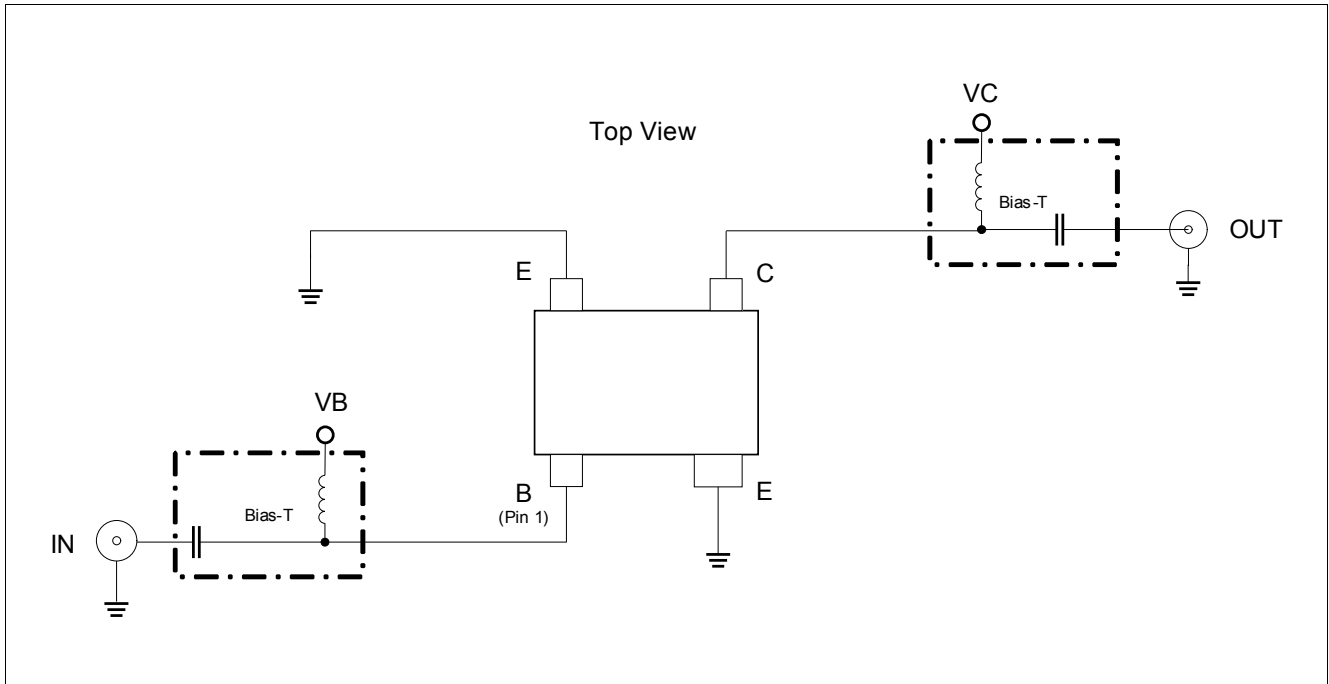 VC
Top View
Bias-T
OUT
E
C
VB
B
(Pin 1)
E
Bias-T
IN